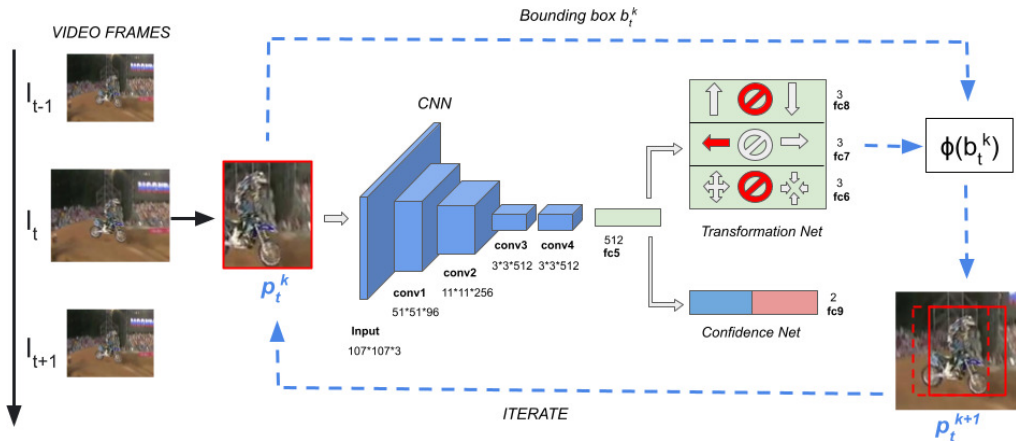 Bounding box b_t^k
VIDEO FRAMES
I_{t-1}
I_t
I_{t+1}
p_t^k
CNN
Input
107*107*3
conv1
51*51*96
conv2
11*11*256
conv3
3*3*512
conv4
3*3*512
512
fc5
3
fc8
3
fc7
3
fc6
Transformation Net
2
fc9
Confidence Net
ϕ(b_t^k)
p_t^{k+1}
ITERATE